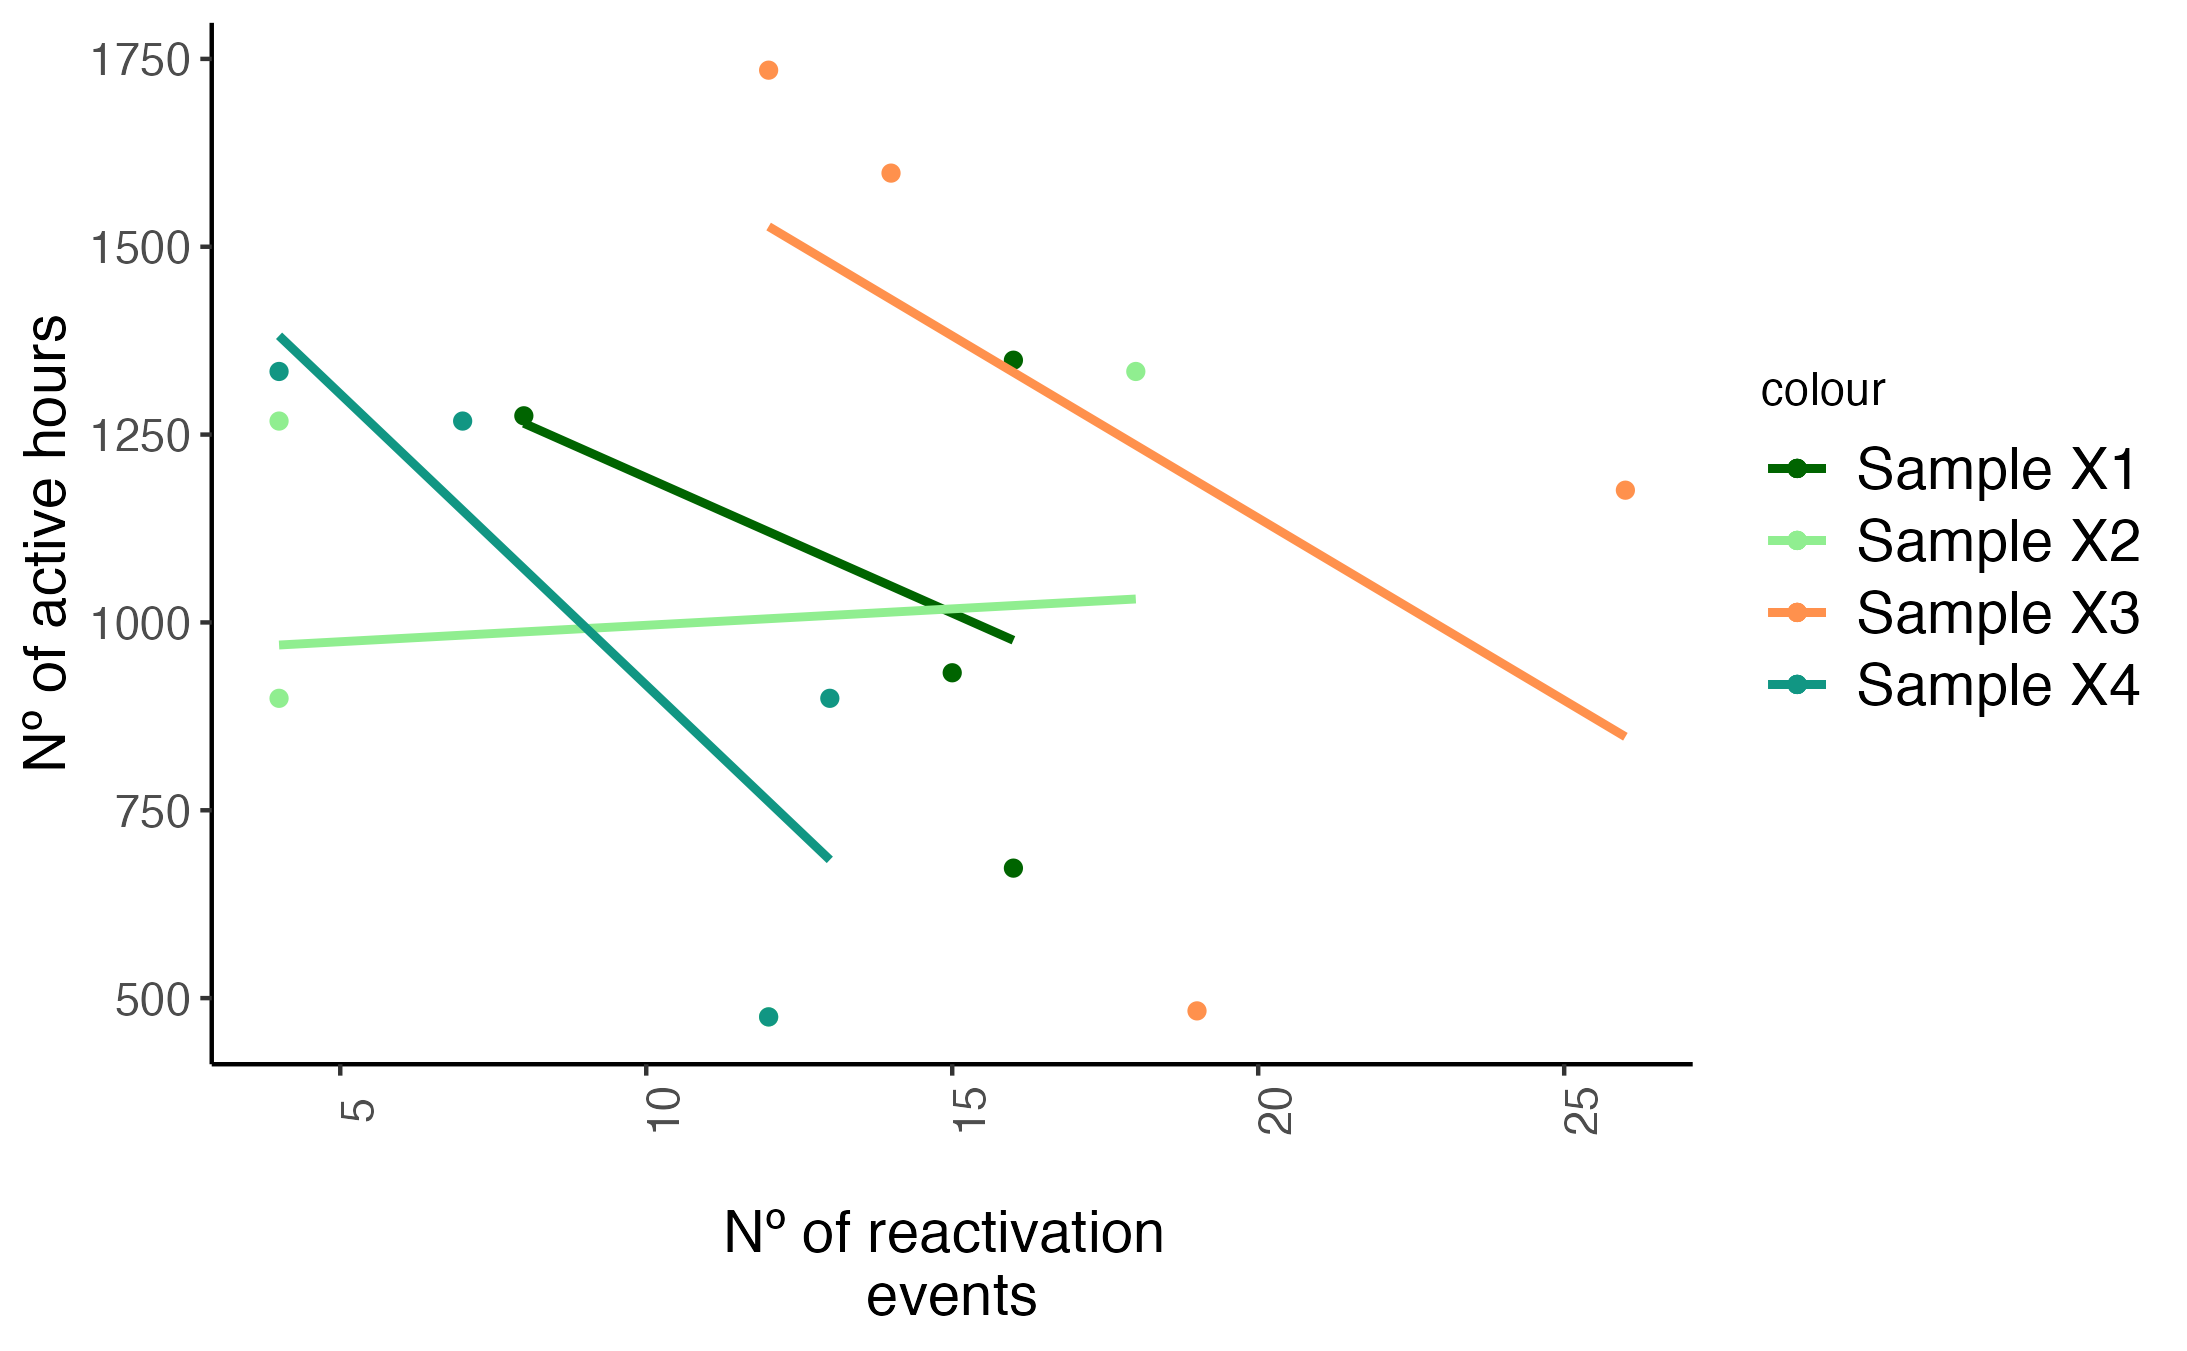 Nº of active hours
1750
1500
1250
1000
750
500
5
10
15
20
25
Nº of reactivation
events
colour
Sample X1
Sample X2
Sample X3
Sample X4